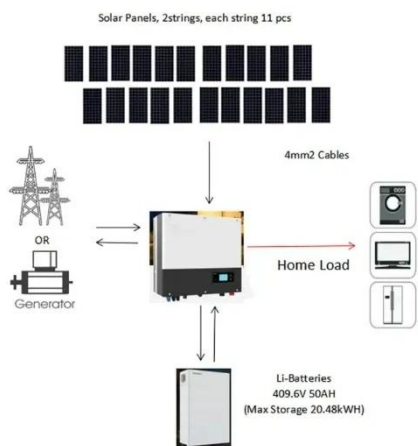 Solar Panels, 2strings, each string 11 pcs
4mm2 Cables
OR
Generator
Home Load
Li-Batteries
409.6V 50AH
(Max Storage 20.48kWH)